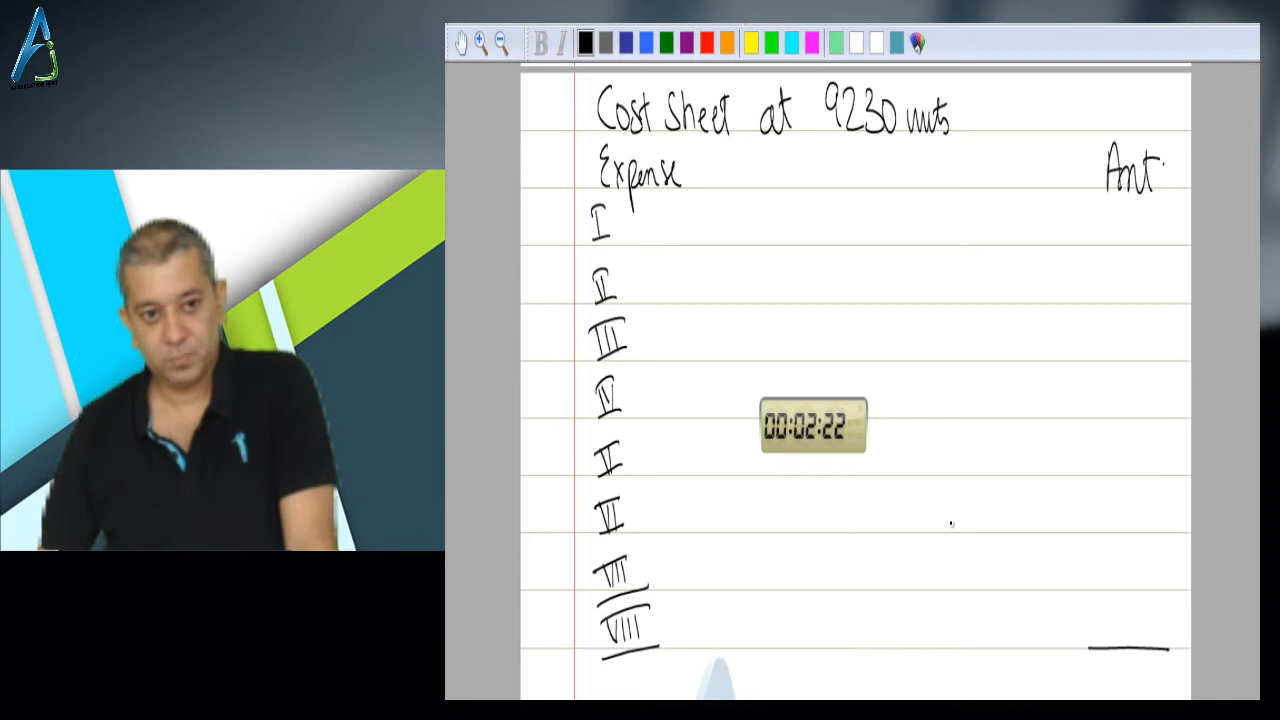 B I
Cost Sheet at 9230 units
Expense Amt.
I
II
III
IV
V
VI
VII
VIII
00:02:22